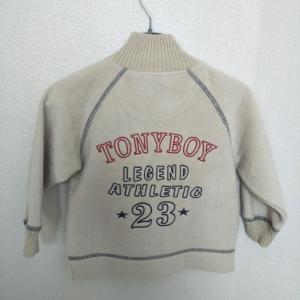 TONYBOY
LEGEND
ATHLETIC
★23★